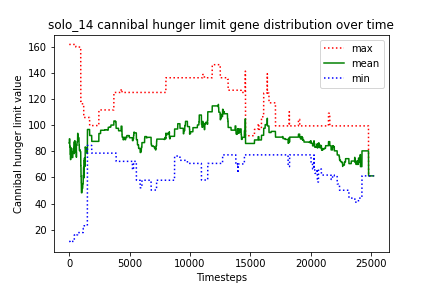 solo_14 cannibal hunger limit gene distribution over time
Cannibal hunger limit value
160
140
120
100
80
60
40
20
max
mean
min
0
5000
10000
15000
20000
25000
Timesteps